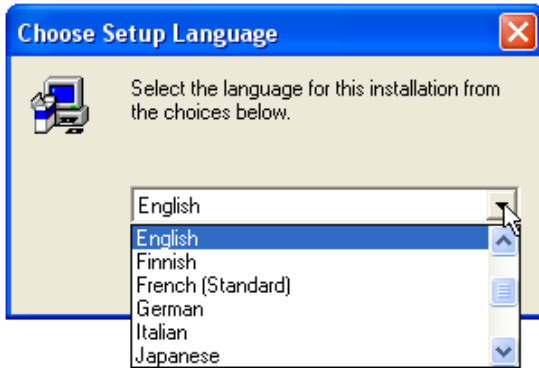 Choose Setup Language
Select the language for this installation from
the choices below.
English
English
Finnish
French (Standard)
German
Italian
Japanese